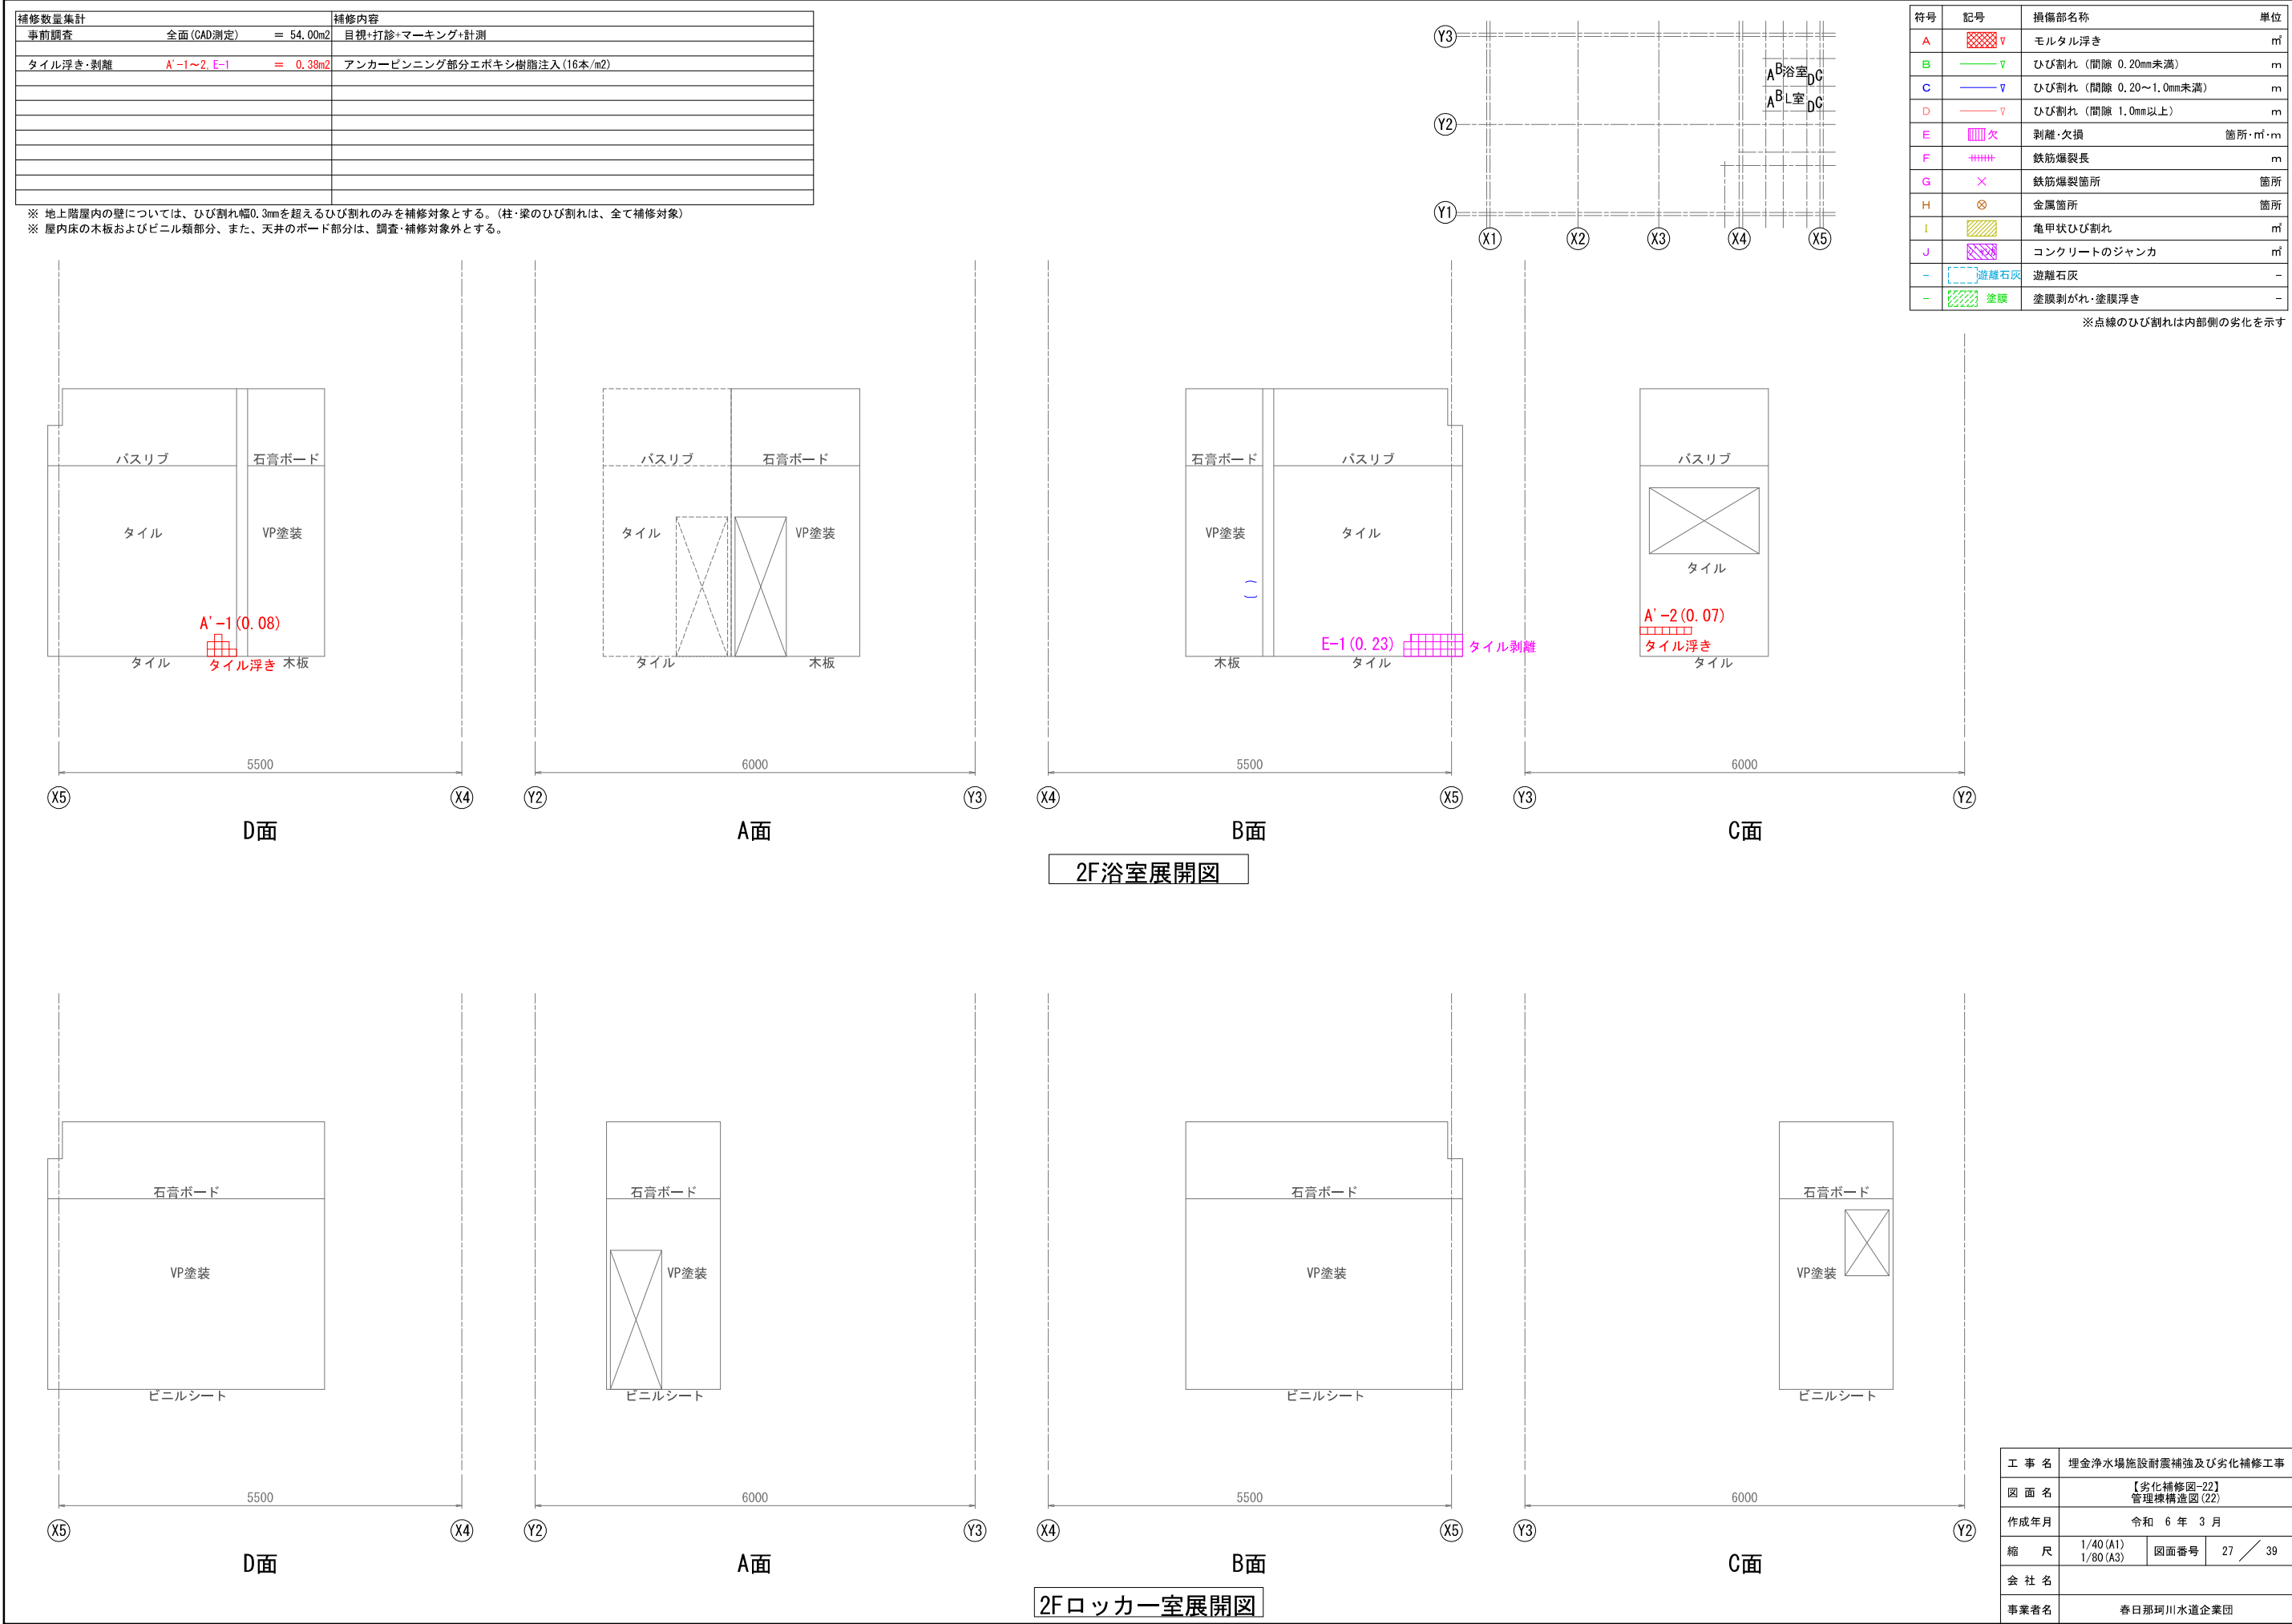 補修数量集計 補修内容
事前調査 全面(CAD測定) = 54.00m2 目視+打診+マーキング+計測
タイル浮き・剥離 A'-1～2, E-1 = 0.38m2 アンカーピンニング部分エポキシ樹脂注入(16本/m2)
※ 地上階屋内の壁については、ひび割れ幅0.3mmを超えるひび割れのみを補修対象とする。(柱・梁のひび割れは、全て補修対象)
※ 屋内床の木板およびビニル類部分、また、天井のボード部分は、調査・補修対象外とする。
Y3
A B 浴室 D C
A B L室 D C
Y2
Y1
X1 X2 X3 X4 X5
符号 記号 損傷部名称 単位
A モルタル浮き ㎡
B ひび割れ (間隙 0.20mm未満) m
C ひび割れ (間隙 0.20～1.0mm未満) m
D ひび割れ (間隙 1.0mm以上) m
E 欠 剥離・欠損 箇所・㎡・m
F 鉄筋爆裂長 m
G 鉄筋爆裂箇所 箇所
H 金属箇所 箇所
I 亀甲状ひび割れ ㎡
J コンクリートのジャンカ ㎡
- 遊離石灰 遊離石灰 -
- 塗膜 塗膜剥がれ・塗膜浮き -
※点線のひび割れは内部側の劣化を示す
バスリブ 石膏ボード バスリブ 石膏ボード 石膏ボード バスリブ バスリブ
タイル VP塗装 タイル VP塗装 VP塗装 タイル タイル
A'-1(0.08) A'-2(0.07)
E-1(0.23) タイル剥離 タイル浮き
タイル タイル浮き 木板 タイル 木板 木板 タイル タイル
5500 6000 5500 6000
X5 X4 Y2 Y3 X4 X5 Y3 Y2
D面 A面 B面 C面
2F浴室展開図
石膏ボード 石膏ボード 石膏ボード 石膏ボード
VP塗装 VP塗装 VP塗装 VP塗装
ビニルシート ビニルシート ビニルシート ビニルシート
5500 6000 5500 6000
X5 X4 Y2 Y3 X4 X5 Y3 Y2
D面 A面 B面 C面
2Fロッカー室展開図
工事名 埋金浄水場施設耐震補強及び劣化補修工事
図面名 【劣化補修図-22】
管理棟構造図(22)
作成年月 令和 6 年 3 月
縮尺 1/40(A1)
1/80(A3) 図面番号 27 / 39
会社名
事業者名 春日那珂川水道企業団